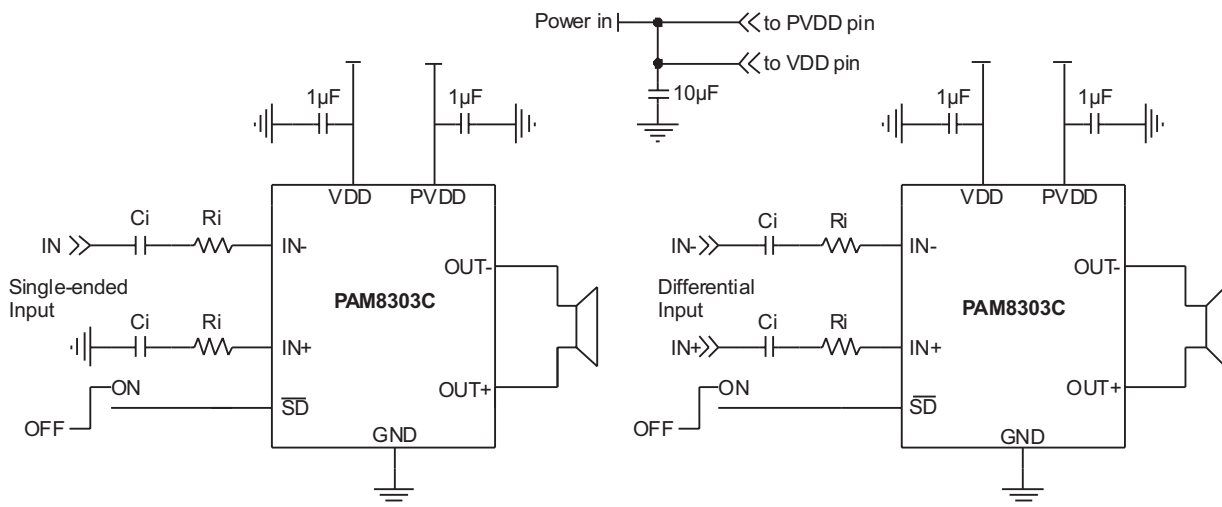 Power in
to PVDD pin
to VDD pin
10µF
1µF
1µF
VDD
PVDD
Ci
Ri
IN
IN-
OUT-
Single-ended
Input
PAM8303C
Ci
Ri
IN+
OUT+
ON
OFF
SD
GND
1µF
1µF
VDD
PVDD
Ci
Ri
IN-
IN-
OUT-
Differential
Input
PAM8303C
Ci
Ri
IN+
IN+
OUT+
ON
OFF
SD
GND